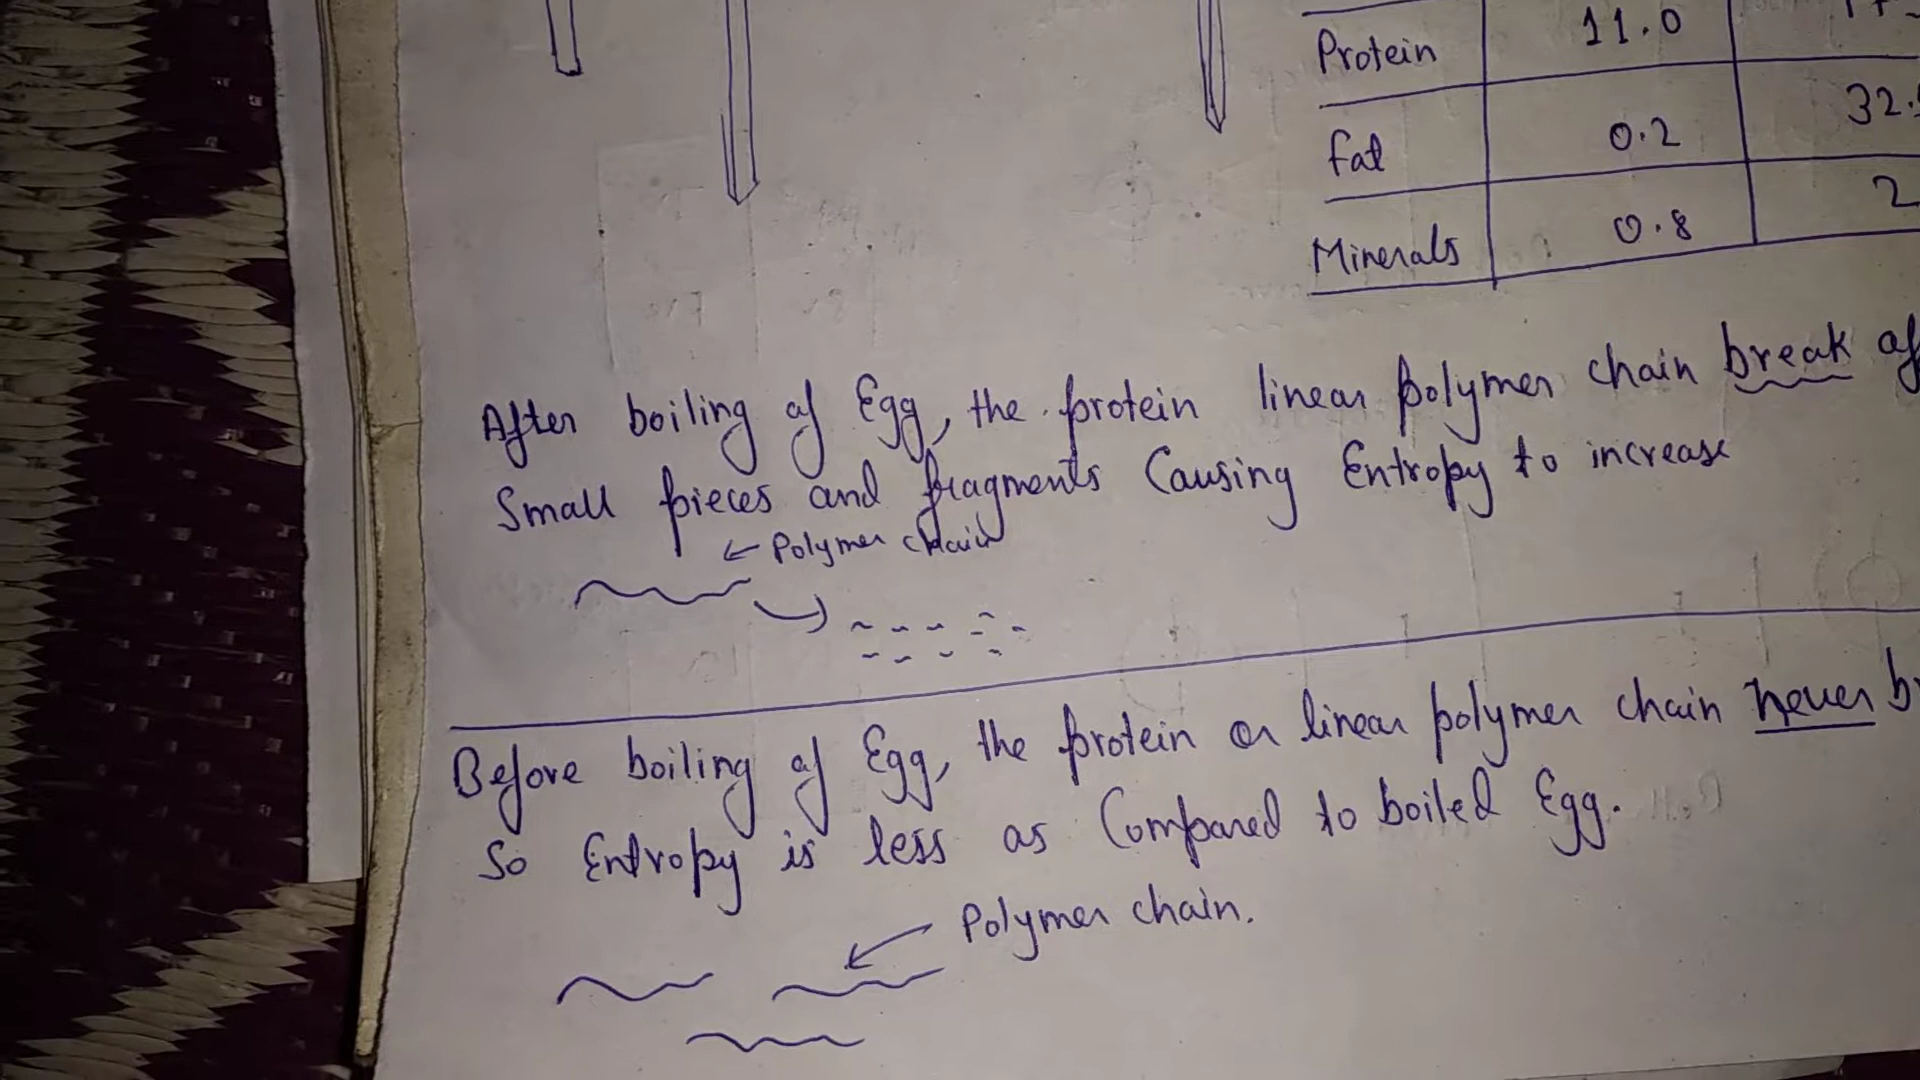 Protein 11.0
fat 0.2 32.
Minerals 0.8 2
After boiling of Egg, the protein linear polymer chain break
Small pieces and fragments Causing Entropy to increase
← Polymer chain
Before boiling of Egg, the protein or linear polymer chain never
So Entropy is less as Compared to boiled Egg.
Polymer chain.